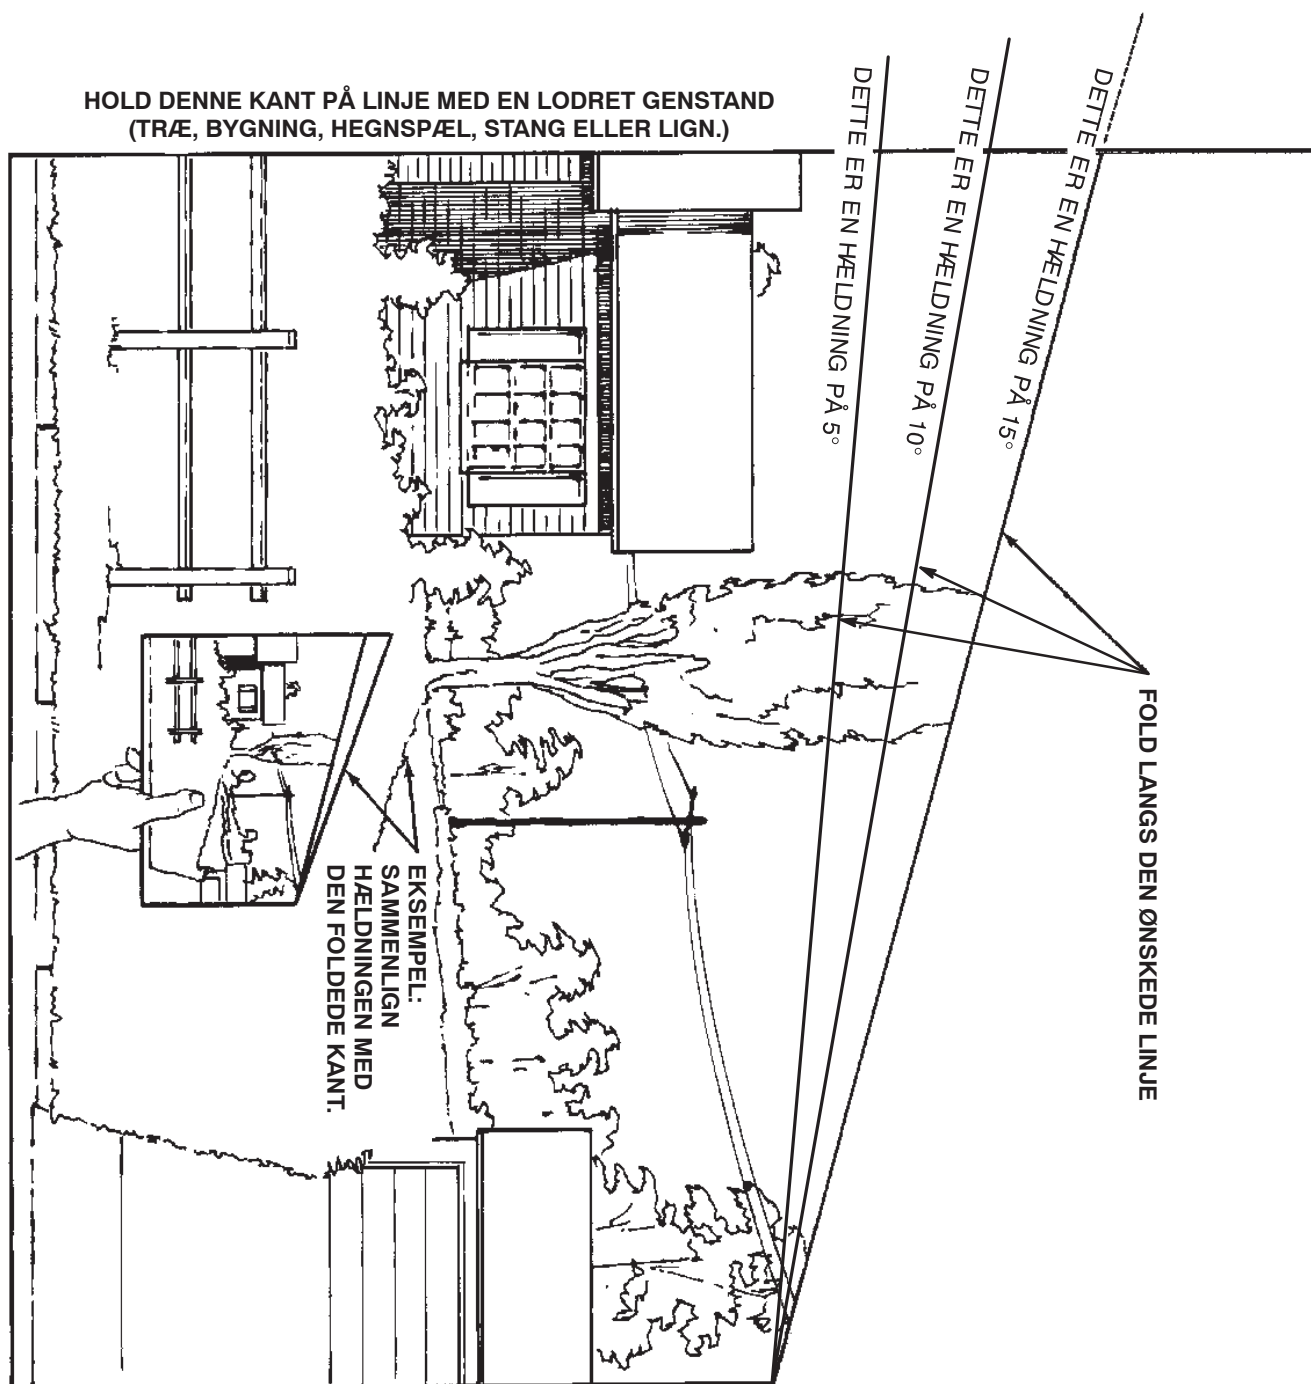 HOLD DENNE KANT PÅ LINJE MED EN LODRET GENSTAND
(TRÆ, BYGNING, HEGNSPÆL, STANG ELLER LIGN.)
DETTE ER EN HÆLDNING PÅ 5°
DETTE ER EN HÆLDNING PÅ 10°
DETTE ER EN HÆLDNING PÅ 15°
FOLD LANGS DEN ØNSKEDE LINJE
EKSEMPEL:
SAMMENLIGN
HÆLDNINGEN MED
DEN FOLDEDE KANT.